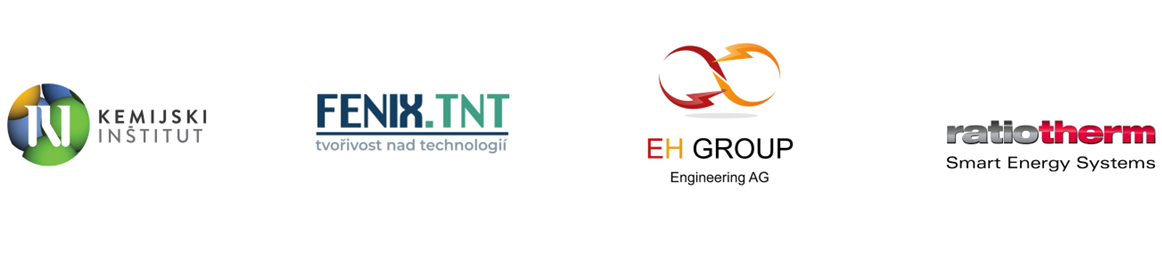 KEMIJSKI
INŠTITUT
FENIX.TNT
tvořivost nad technologií
EH GROUP
Engineering AG
ratiotherm
Smart Energy Systems